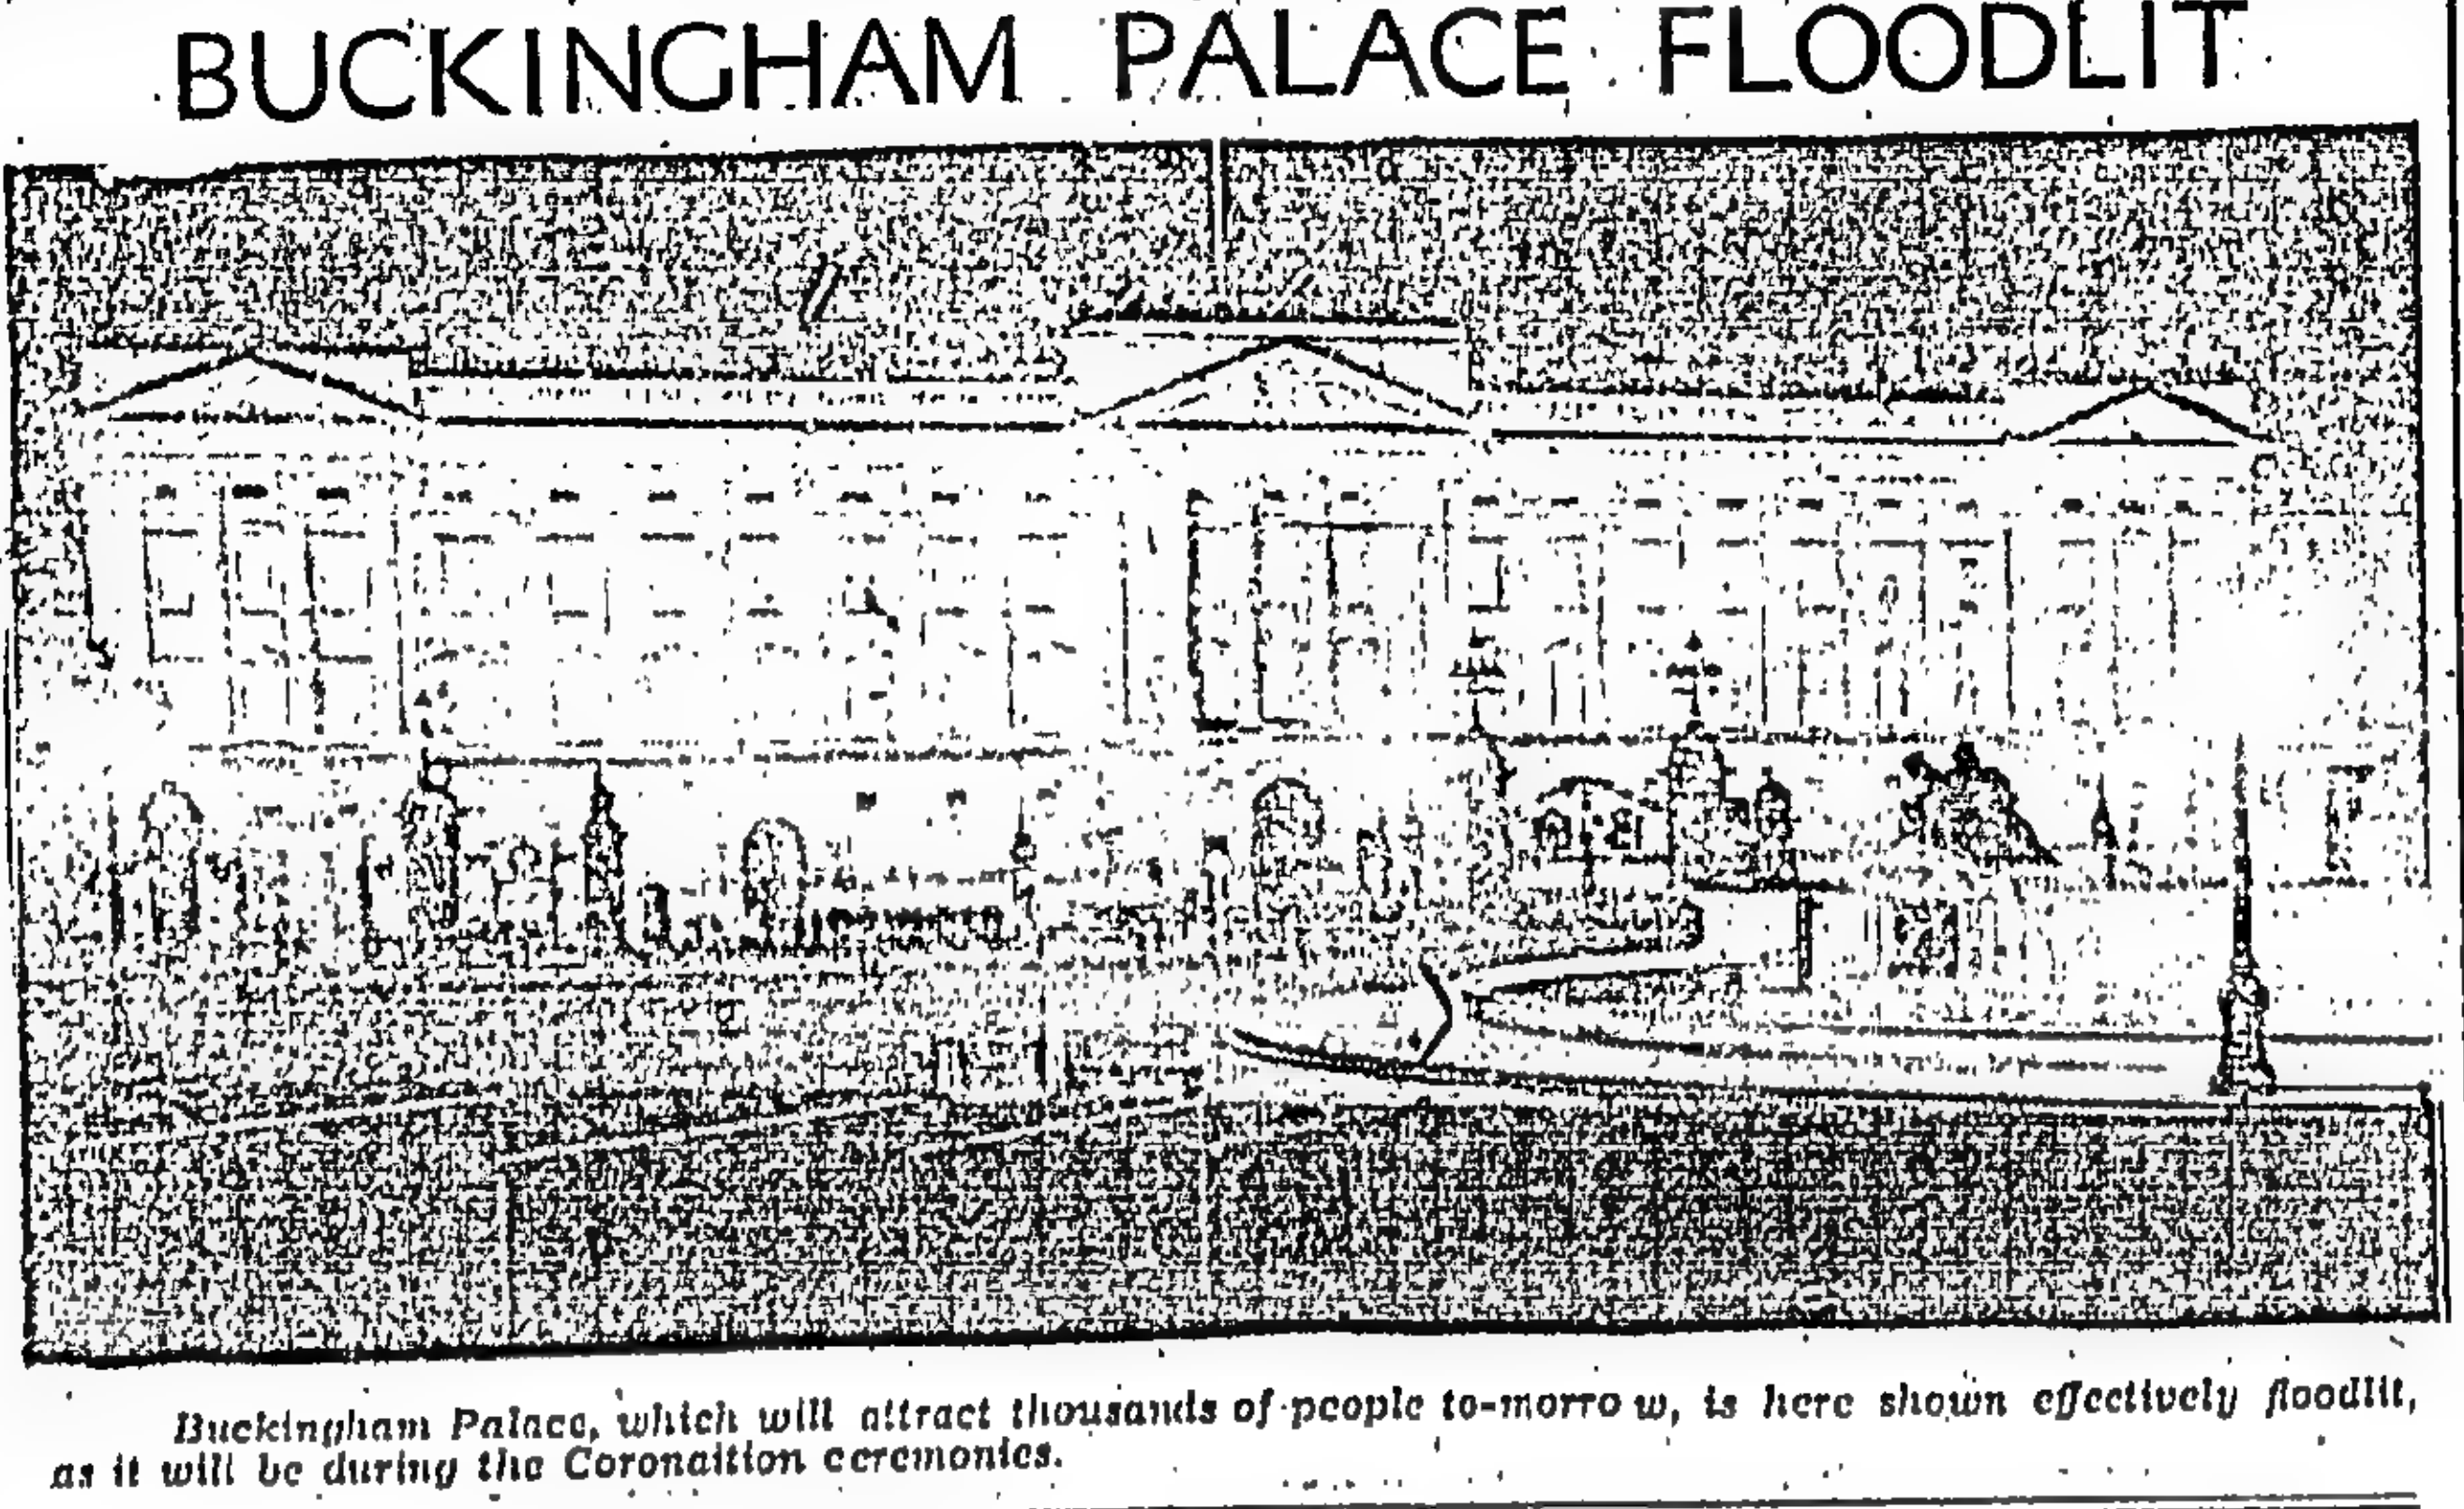 BUCKINGHAM PALACE FLOODLIT
Buckingham Palace, which will attract thousands of people to-morrow, is here shown effectively floodlit,
as it will be during the Coronaition ceremonies.